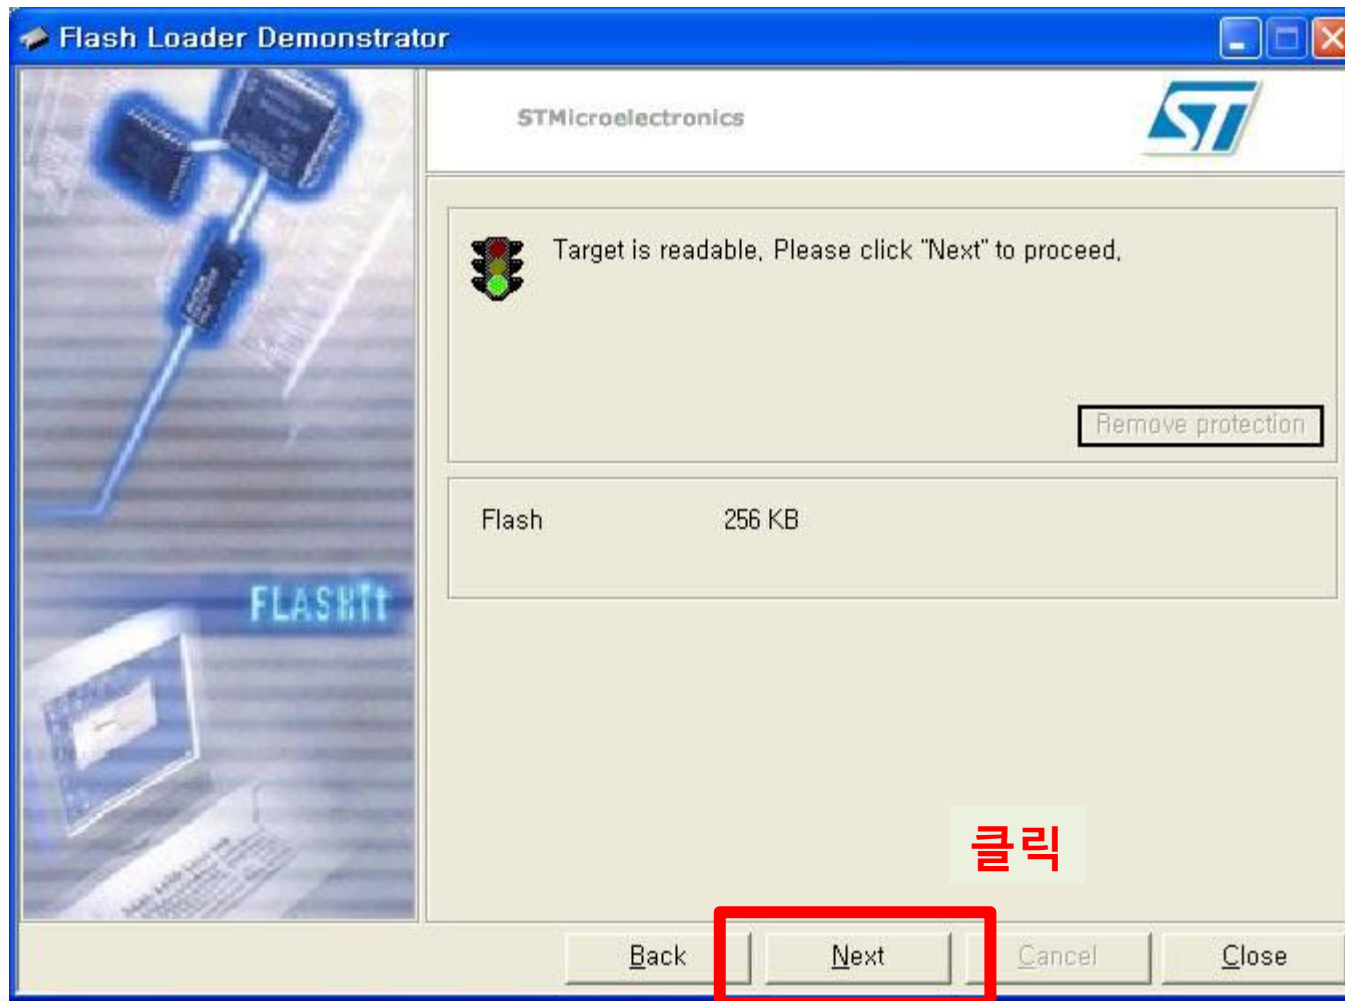 Flash Loader Demonstrator
STMicroelectronics
ST
Target is readable, Please click "Next" to proceed,
Remove protection
Flash 256 KB
FLASHit
클릭
Back Next Cancel Close